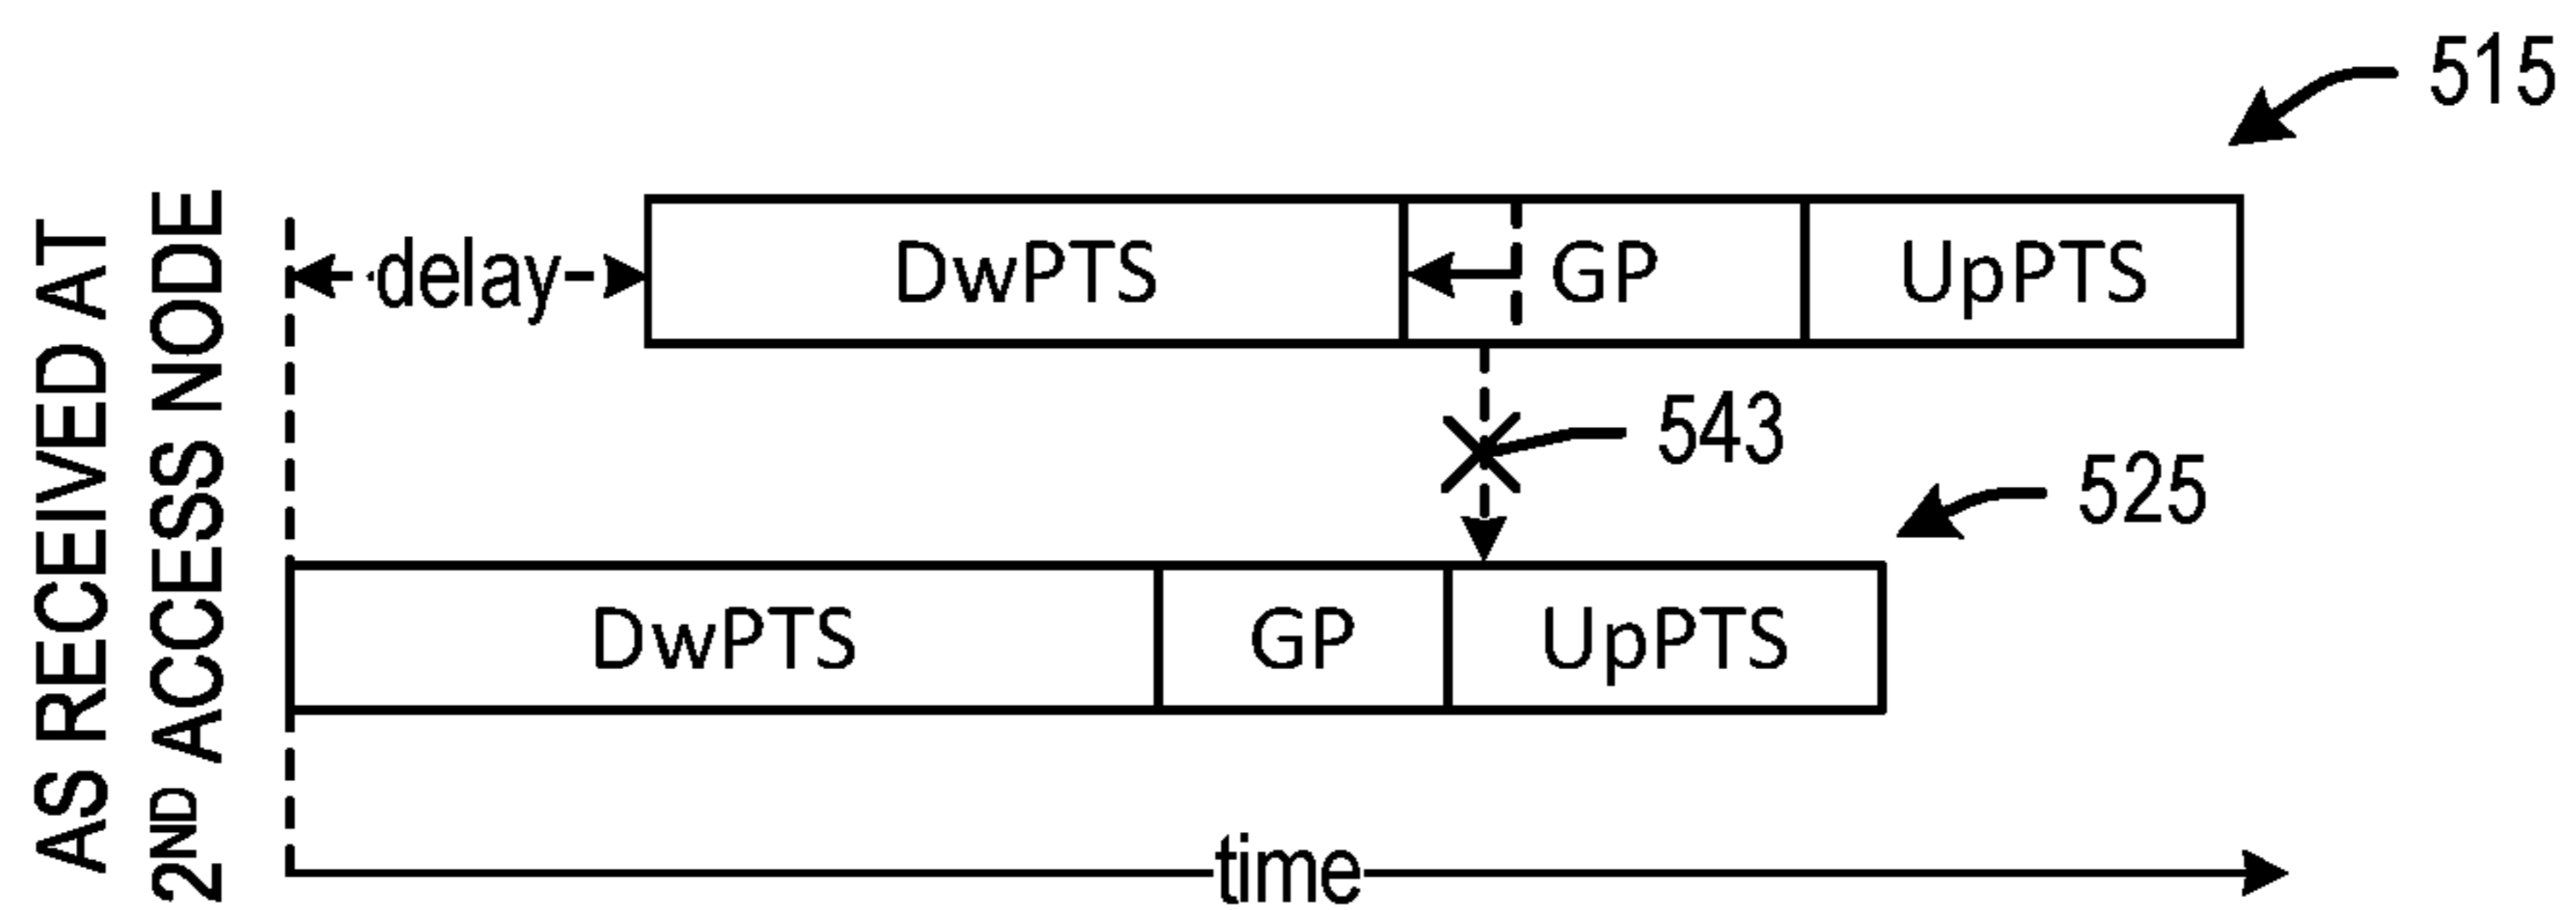 AS RECEIVED AT
2ND ACCESS NODE
515
delay
DwPTS
GP
UpPTS
543
525
DwPTS
GP
UpPTS
time